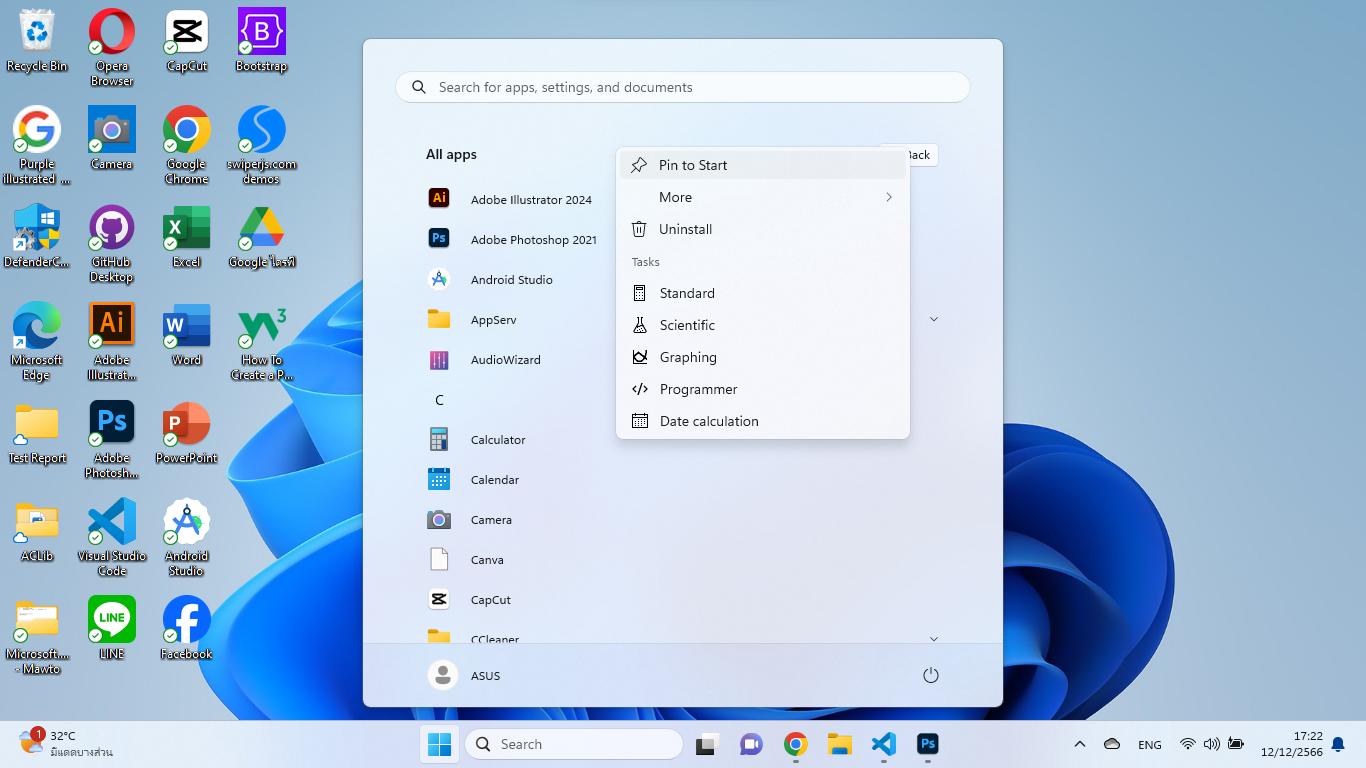 Recycle Bin
Opera
Browser
CapCut
Bootstrap
Purple
illustrated ...
Camera
Google
Chrome
swiperjs.com
demos
DefenderC...
GitHub
Desktop
Excel
Google ไดรฟ์
Microsoft
Edge
Adobe
Illustrat...
Word
How To
Create a P...
Test Report
Adobe
Photosh...
PowerPoint
ACLib
Visual Studio
Code
Android
Studio
Microsoft....
- Mawto
LINE
Facebook
Search for apps, settings, and documents
All apps
Back
Adobe Illustrator 2024
Adobe Photoshop 2021
Android Studio
AppServ
AudioWizard
C
Calculator
Calendar
Camera
Canva
CapCut
CCleaner
Pin to Start
More
Uninstall
Tasks
Standard
Scientific
Graphing
Programmer
Date calculation
ASUS
1
32°C
มีแดดบางส่วน
Search
ENG
17:22
12/12/2566